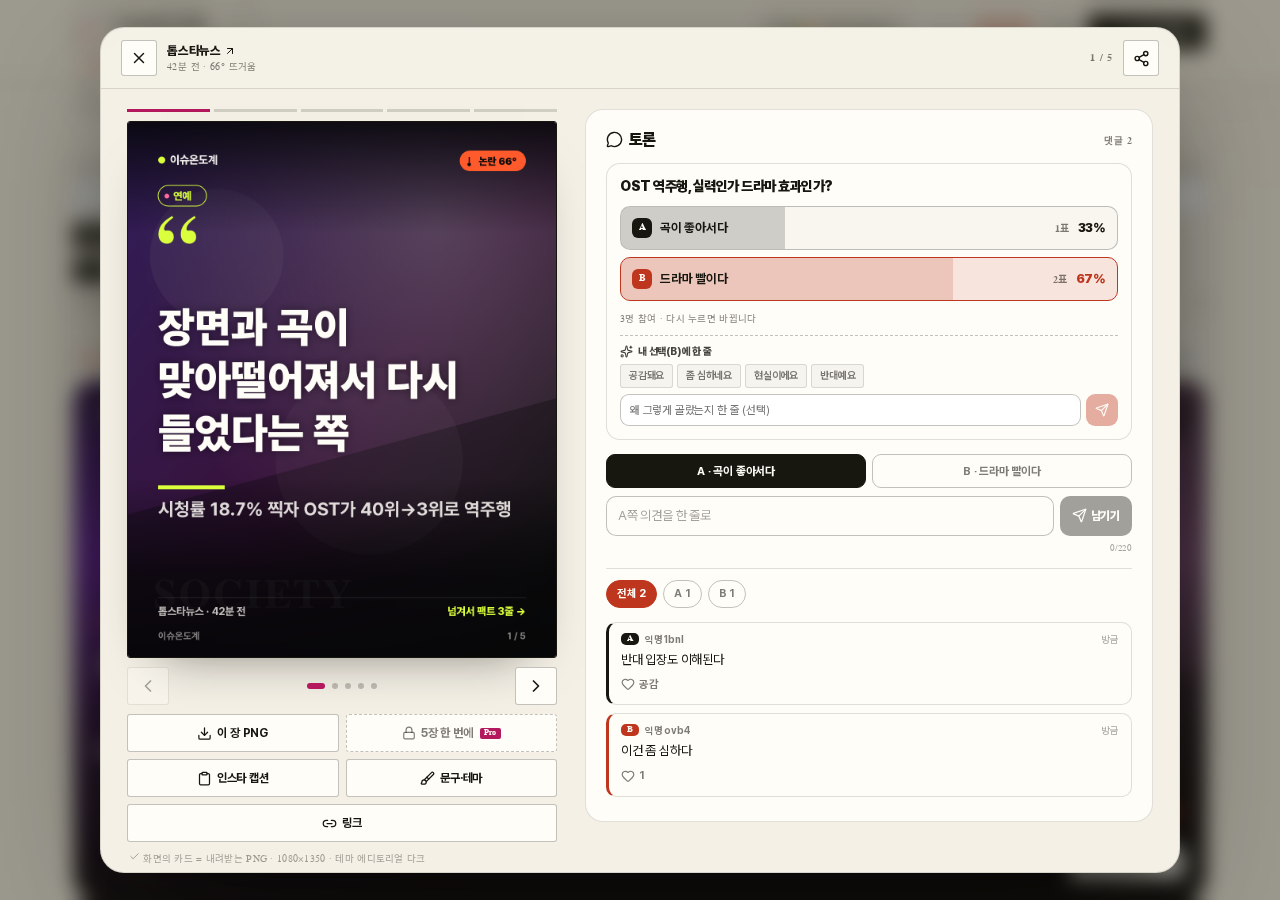 톱스타뉴스
42분 전 · 66° 뜨거움
1 / 5
이슈온도계
논란 66°
연예
“
장면과 곡이
맞아떨어져서 다시
들었다는 쪽
시청률 18.7% 찍자 OST가 40위→3위로 역주행
SOCIETY
톱스타뉴스 · 42분 전
넘겨서 팩트 3줄 →
이슈온도계
1 / 5
이 장 PNG
5장 한 번에 Pro
인스타 캡션
문구·테마
링크
화면의 카드 = 내려받는 PNG · 1080×1350 · 테마 에디토리얼 다크
토론
댓글 2
OST 역주행, 실력인가 드라마 효과인가?
A 곡이 좋아서다 1표 33%
B 드라마 빨이다 2표 67%
3명 참여 · 다시 누르면 바뀝니다
내 선택(B)에 한 줄
공감돼요 좀 심하네요 현실이에요 반대예요
왜 그렇게 골랐는지 한 줄 (선택)
A · 곡이 좋아서다
B · 드라마 빨이다
A쪽 의견을 한 줄로
남기기
0/220
전체 2 A 1 B 1
A 익명1bnl 방금
반대 입장도 이해된다
공감
B 익명ovb4 방금
이건 좀 심하다
1